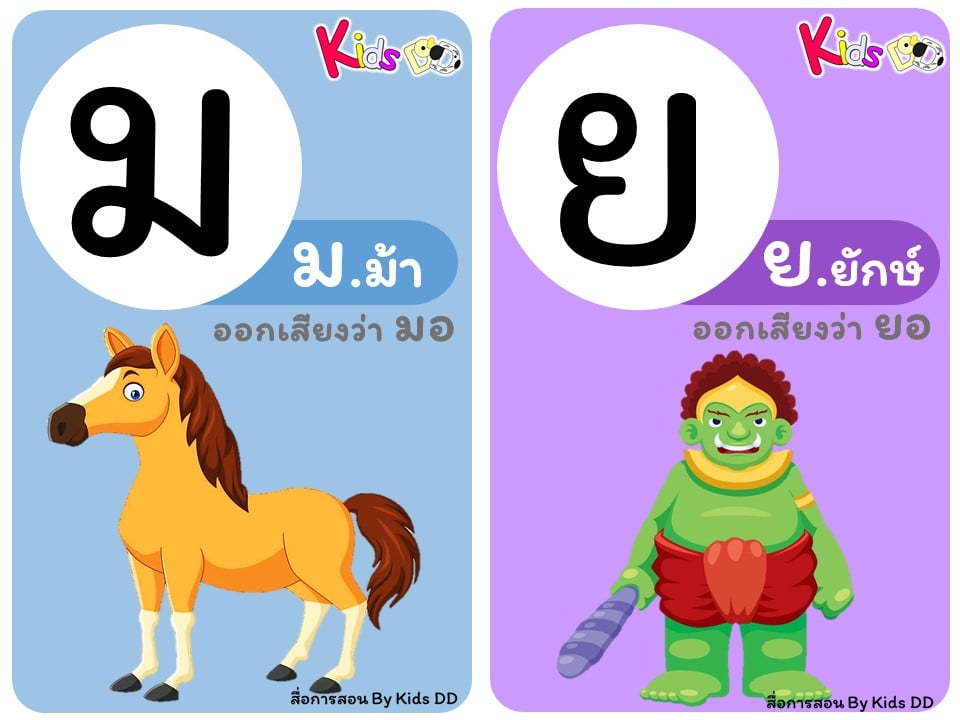 Kids DD
ม
ม.ม้า
ออกเสียงว่า มอ
สื่อการสอน By Kids DD
Kids DD
ย
ย.ยักษ์
ออกเสียงว่า ยอ
สื่อการสอน By Kids DD